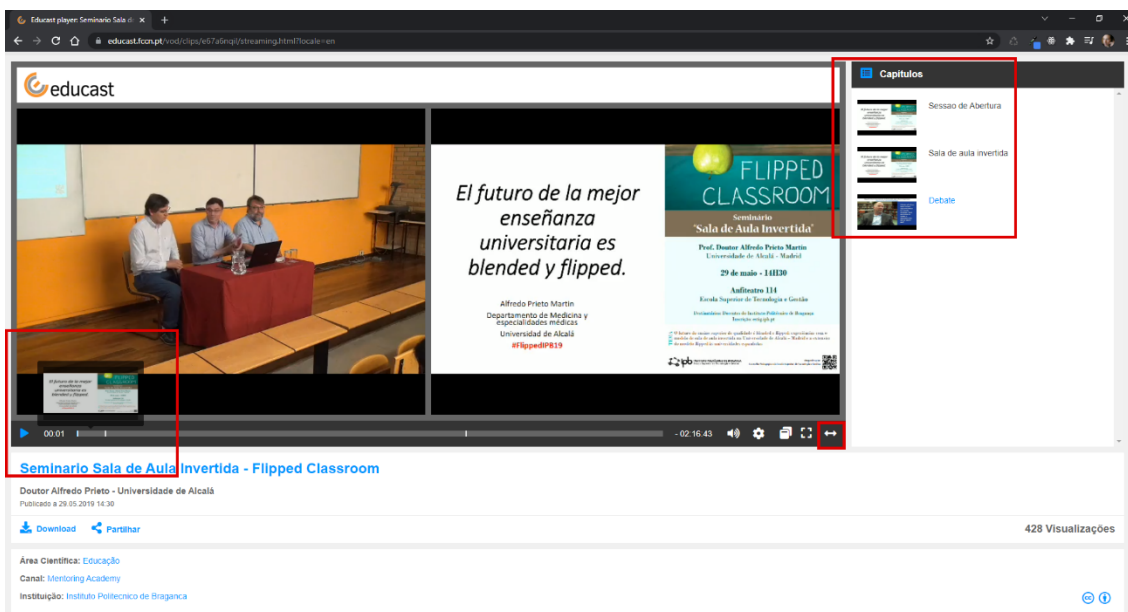 Educast player: Seminario Sala d
educast.fccn.pt/vod/clips/e67a6nqil/streaming.html?locale=en
educast
Capitulos
Sessao de Abertura
Sala de aula invertida
Debate
El futuro de la mejor
enseñanza
universitaria es
blended y flipped.
Alfredo Prieto Martín
Departamento de Medicina y
especialidades médicas
Universidad de Alcalá
#FlippedIPB19
FLIPPED
CLASSROOM
Seminário
"Sala de Aula Invertida"
Prof. Doutor Alfredo Prieto Martín
Universidade de Alcalá - Madrid
29 de maio - 14H30
Anfiteatro 114
Escola Superior de Tecnologia e Gestão
ipb
00:01
- 02:16:43
Seminario Sala de Aula Invertida - Flipped Classroom
Doutor Alfredo Prieto - Universidade de Alcalá
Publicado a 29.05.2019 14:30
Download
Partilhar
428 Visualizações
Área Científica: Educação
Canal: Mentoring Academy
Instituição: Instituto Politecnico de Braganca
cc